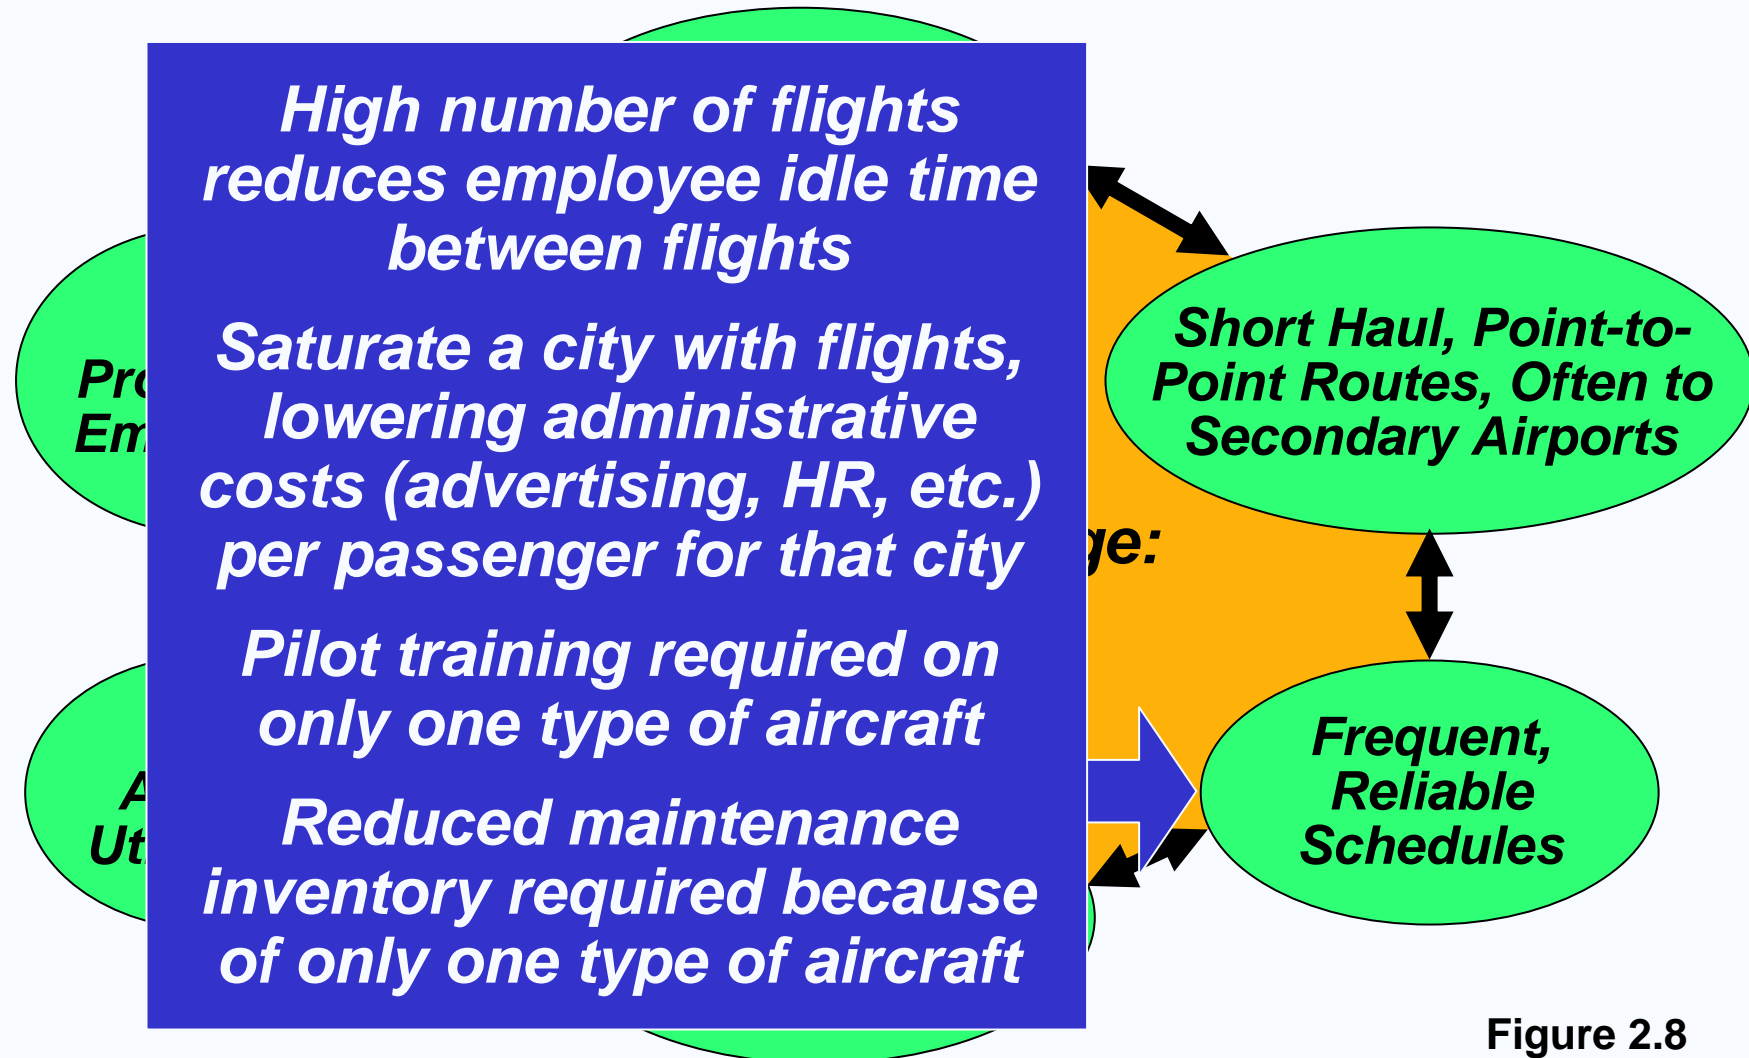 High number of flights
reduces employee idle time
between flights
Saturate a city with flights,
lowering administrative
costs (advertising, HR, etc.)
per passenger for that city
Pilot training required on
only one type of aircraft
Reduced maintenance
inventory required because
of only one type of aircraft
Short Haul, Point-to-
Point Routes, Often to
Secondary Airports
Frequent,
Reliable
Schedules
Figure 2.8